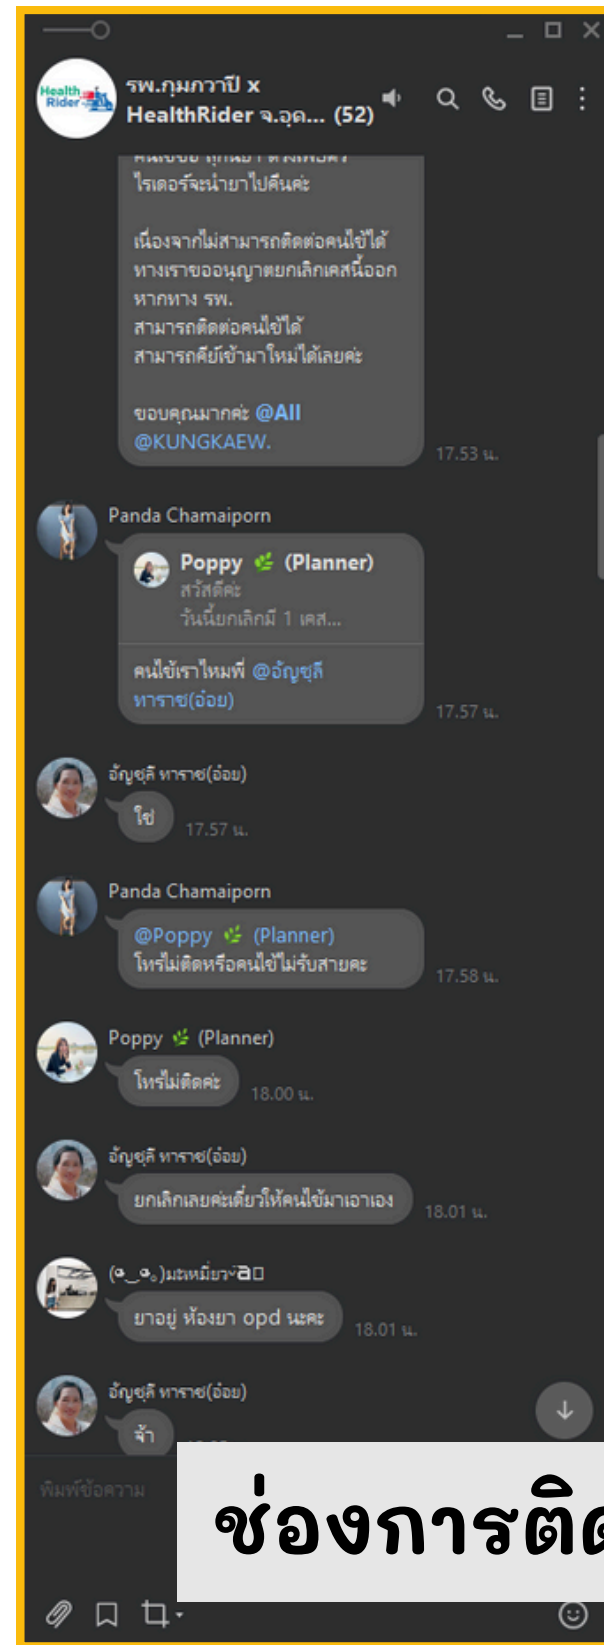 Health
Rider
รพ.กุมภวาปี x
HealthRider จ.อุด... (52)
ไรเดอร์จะนำยาไปคืนค่ะ
เนื่องจากไม่สามารถติดต่อคนไข้ได้
ทางเราขออนุญาตยกเลิกเคสนี้ออก
หากทาง รพ.
สามารถติดต่อคนไข้ได้
สามารถคีย์เข้ามาใหม่ได้เลยค่ะ
ขอบคุณมากค่ะ @All
@KUNGKAEW.
17.53 น.
Panda Chamaiporn
Poppy 🌿 (Planner)
สวัสดีค่ะ
วันนี้ยกเลิกมี 1 เคส...
คนไข้เราไหมพี่ @อัญชุลี
ทาราช(อ๋อย)
17.57 น.
อัญชุลี ทาราช(อ๋อย)
ใช่
17.57 น.
Panda Chamaiporn
@Poppy 🌿 (Planner)
โทรไม่ติดหรือคนไข้ไม่รับสายคะ
17.58 น.
Poppy 🌿 (Planner)
โทรไม่ติดค่ะ
18.00 น.
อัญชุลี ทาราช(อ๋อย)
ยกเลิกเลยค่ะเดี๋ยวให้คนไข้มาเอาเอง
18.01 น.
มะเหมี่ยว
ยาอยู่ ห้องยา opd นะคะ
18.01 น.
อัญชุลี ทาราช(อ๋อย)
จ้า
พิมพ์ข้อความ
ช่องการติด